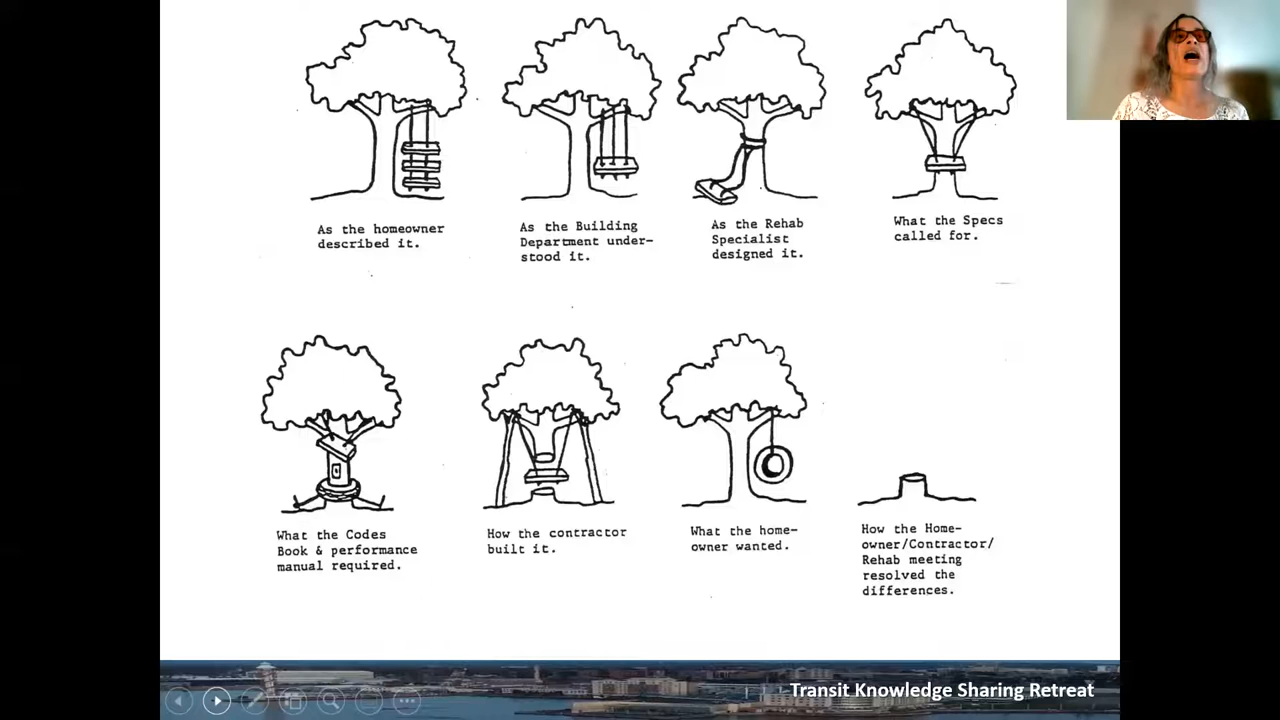 As the homeowner
described it.
As the Building
Department under-
stood it.
As the Rehab
Specialist
designed it.
What the Specs
called for.
What the Codes
Book & performance
manual required.
How the contractor
built it.
What the home-
owner wanted.
How the Home-
owner/Contractor/
Rehab meeting
resolved the
differences.
Transit Knowledge Sharing Retreat